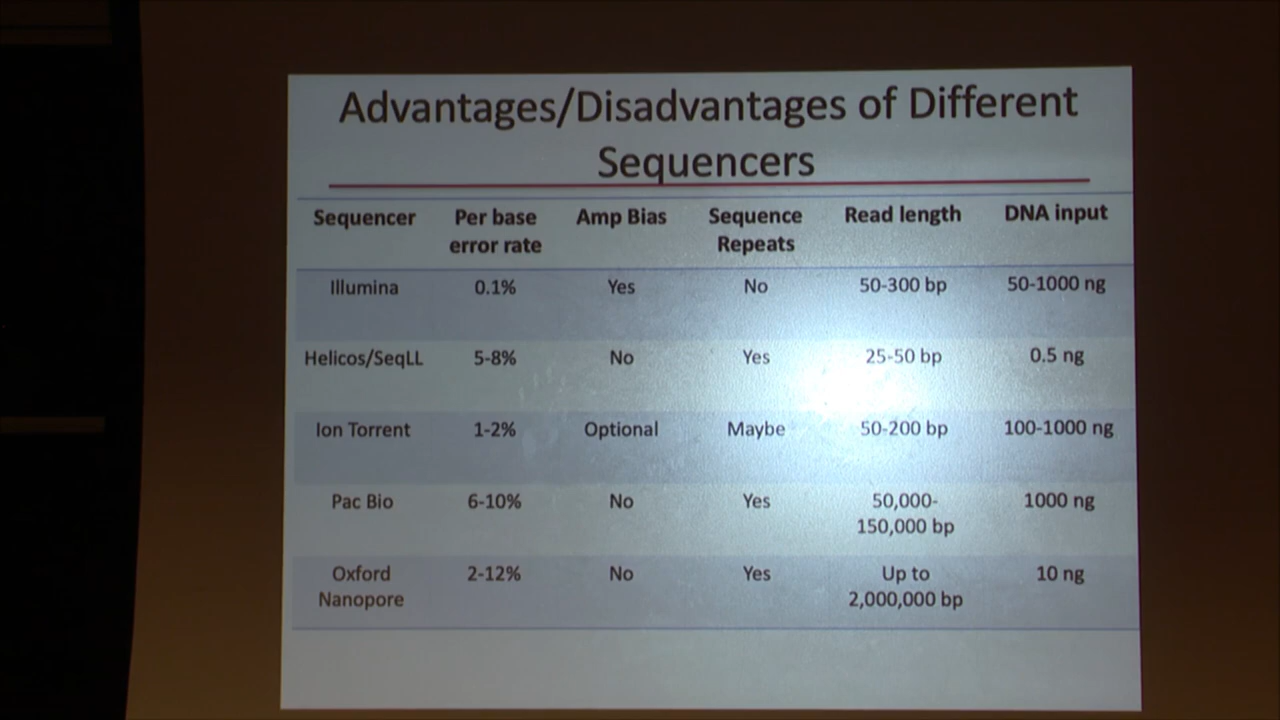 Advantages/Disadvantages of Different
Sequencers
Sequencer Per base error rate Amp Bias Sequence Repeats Read length DNA input
Illumina 0.1% Yes No 50-300 bp 50-1000 ng
Helicos/SeqLL 5-8% No Yes 25-50 bp 0.5 ng
Ion Torrent 1-2% Optional Maybe 50-200 bp 100-1000 ng
Pac Bio 6-10% No Yes 50,000-150,000 bp 1000 ng
Oxford Nanopore 2-12% No Yes Up to 2,000,000 bp 10 ng